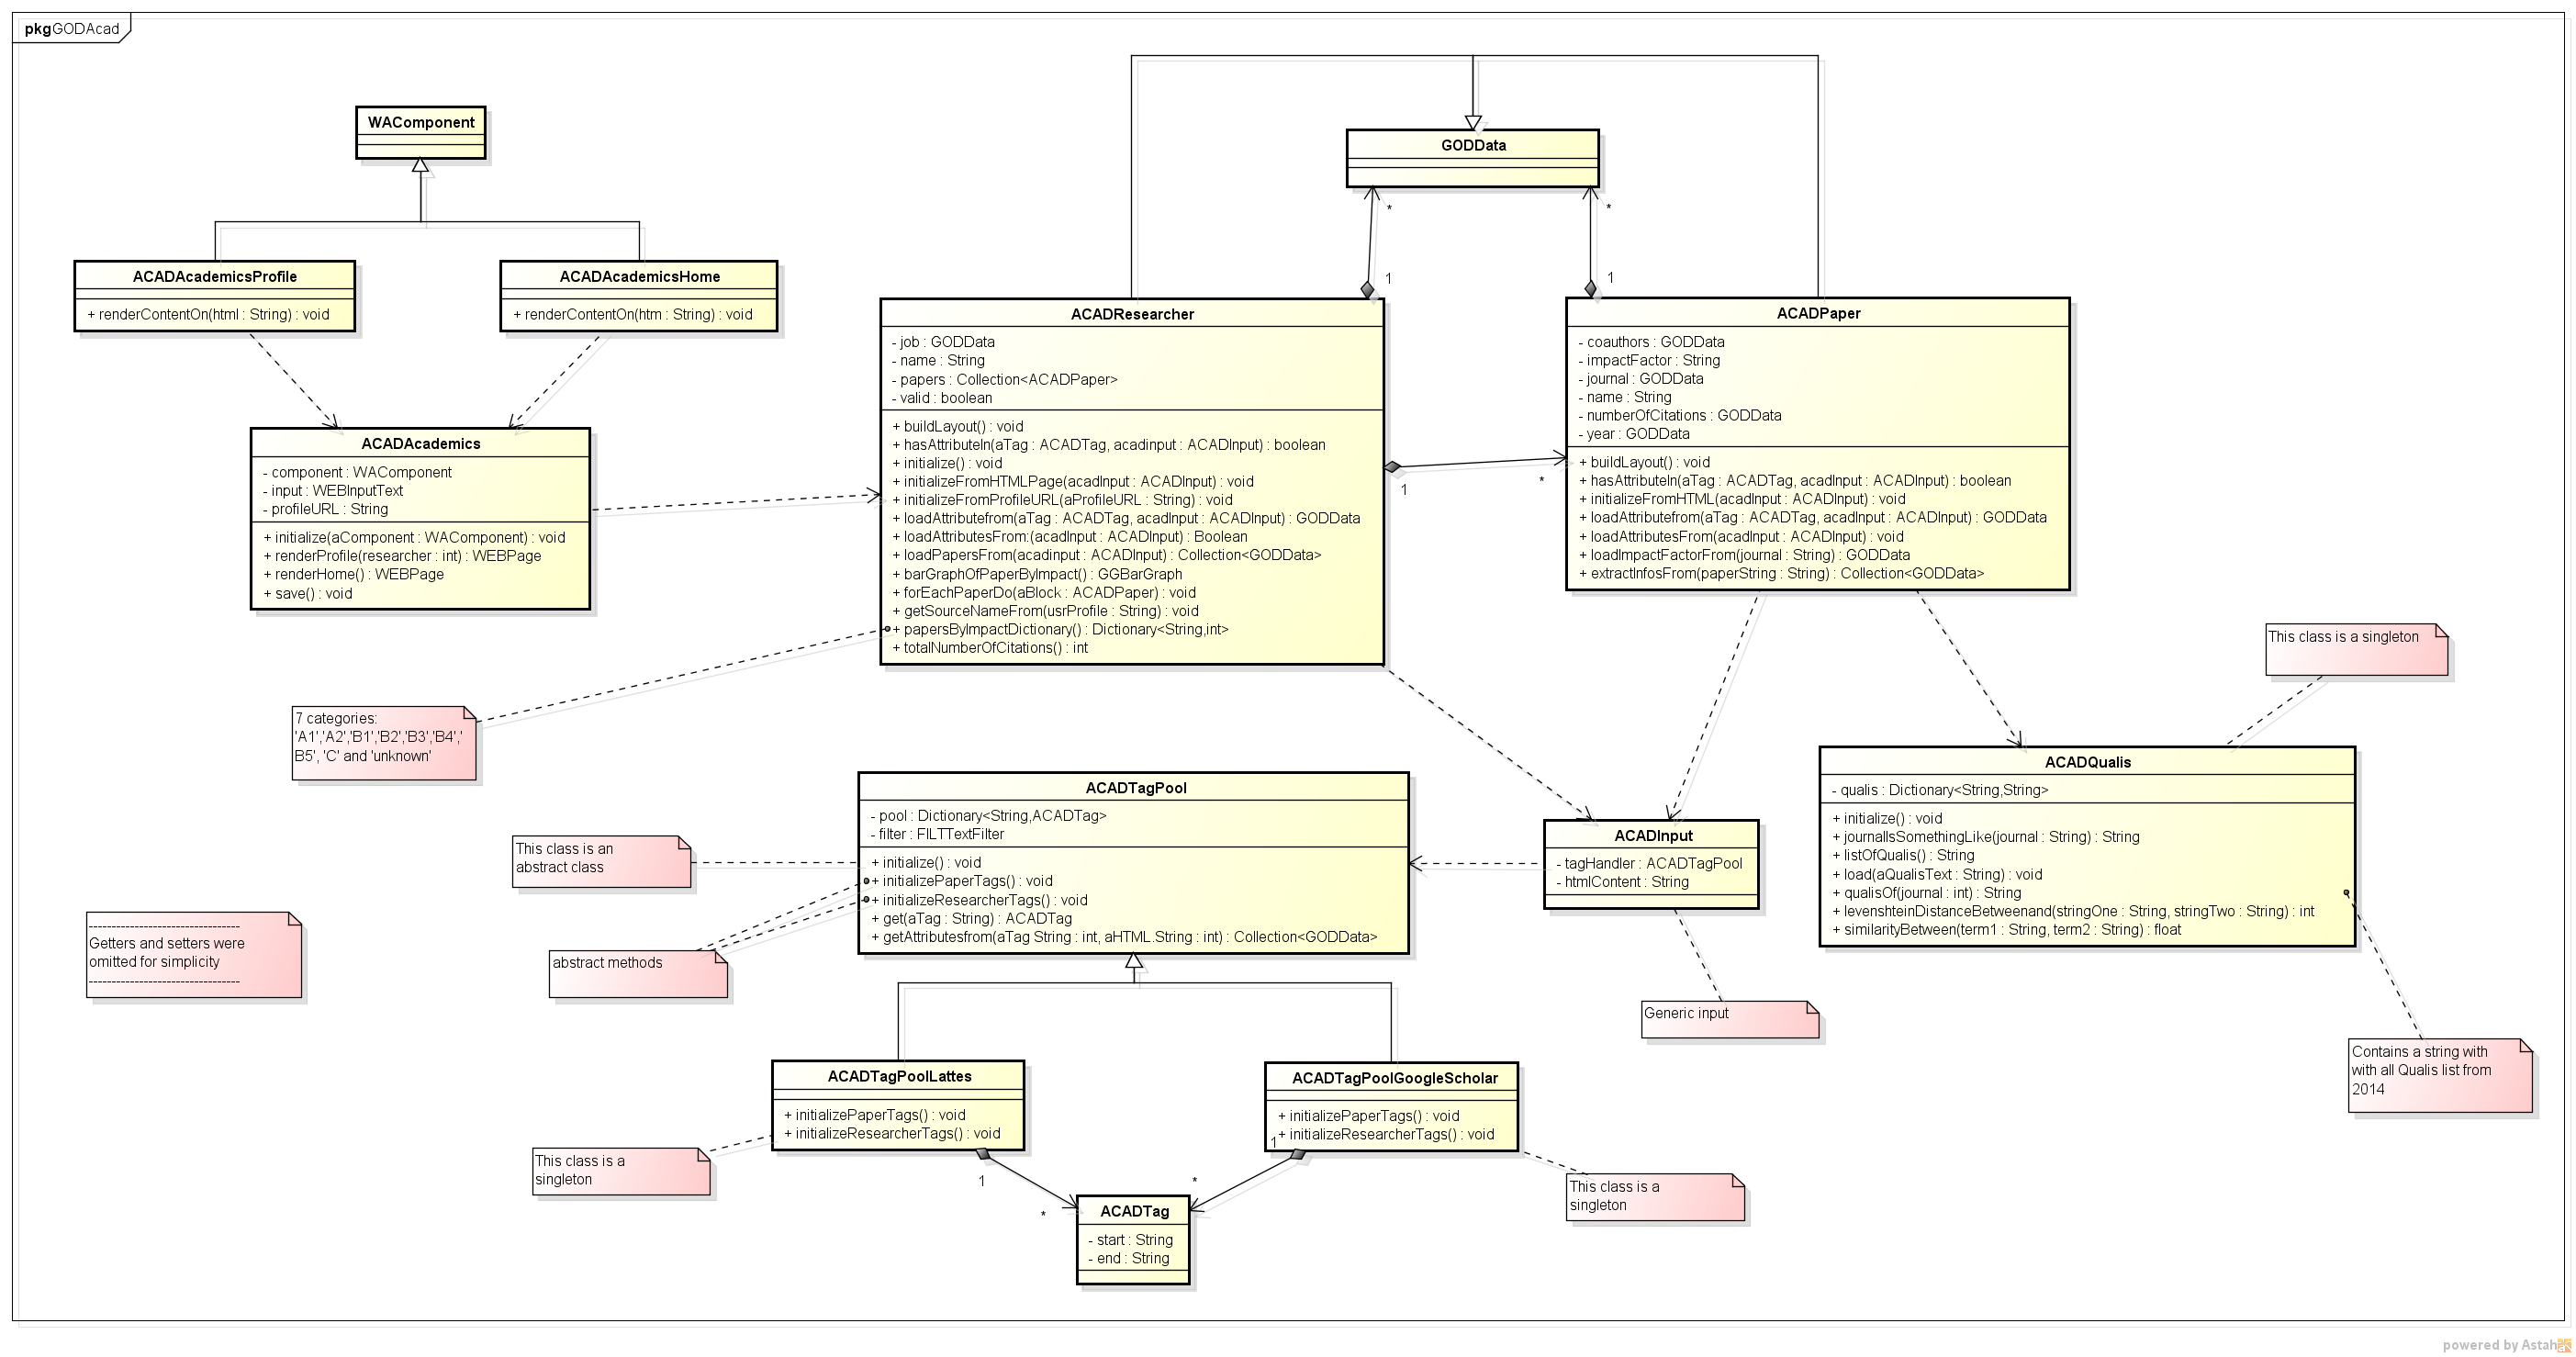 pkgGODAcad
WAComponent
GODData
*
*
1
1
ACADAcademicsProfile
+ renderContentOn(html : String) : void
ACADAcademicsHome
+ renderContentOn(htm : String) : void
ACADAcademics
- component : WAComponent
- input : WEBInputText
- profileURL : String
+ initialize(aComponent : WAComponent) : void
+ renderProfile(researcher : int) : WEBPage
+ renderHome() : WEBPage
+ save() : void
ACADResearcher
- job : GODData
- name : String
- papers : Collection<ACADPaper>
- valid : boolean
+ buildLayout() : void
+ hasAttributeIn(aTag : ACADTag, acadinput : ACADInput) : boolean
+ initialize() : void
+ initializeFromHTMLPage(acadInput : ACADInput) : void
+ initializeFromProfileURL(aProfileURL : String) : void
+ loadAttributefrom(aTag : ACADTag, acadInput : ACADInput) : GODData
+ loadAttributesFrom:(acadInput : ACADInput) : Boolean
+ loadPapersFrom(acadinput : ACADInput) : Collection<GODData>
+ barGraphOfPaperByImpact() : GGBarGraph
+ forEachPaperDo(aBlock : ACADPaper) : void
+ getSourceNameFrom(usrProfile : String) : void
+ papersByImpactDictionary() : Dictionary<String,int>
+ totalNumberOfCitations() : int
1
*
ACADPaper
- coauthors : GODData
- impactFactor : String
- journal : GODData
- name : String
- numberOfCitations : GODData
- year : GODData
+ buildLayout() : void
+ hasAttributeIn(aTag : ACADTag, acadInput : ACADInput) : boolean
+ initializeFromHTML(acadInput : ACADInput) : void
+ loadAttributefrom(aTag : ACADTag, acadInput : ACADInput) : GODData
+ loadAttributesFrom(acadInput : ACADInput) : void
+ loadImpactFactorFrom(journal : String) : GODData
+ extractInfosFrom(paperString : String) : Collection<GODData>
This class is a singleton
7 categories:
'A1','A2','B1','B2','B3','B4','
B5', 'C' and 'unknown'
ACADTagPool
- pool : Dictionary<String,ACADTag>
- filter : FILTTextFilter
+ initialize() : void
+ initializePaperTags() : void
+ initializeResearcherTags() : void
+ get(aTag : String) : ACADTag
+ getAttributesfrom(aTag String : int, aHTML.String : int) : Collection<GODData>
This class is an
abstract class
abstract methods
--------------------------------
Getters and setters were
omitted for simplicity
--------------------------------
ACADInput
- tagHandler : ACADTagPool
- htmlContent : String
Generic input
ACADQualis
- qualis : Dictionary<String,String>
+ initialize() : void
+ journalIsSomethingLike(journal : String) : String
+ listOfQualis() : String
+ load(aQualisText : String) : void
+ qualisOf(journal : int) : String
+ levenshteinDistanceBetweenand(stringOne : String, stringTwo : String) : int
+ similarityBetween(term1 : String, term2 : String) : float
Contains a string with
with all Qualis list from
2014
ACADTagPoolLattes
+ initializePaperTags() : void
+ initializeResearcherTags() : void
This class is a
singleton
1
*
ACADTagPoolGoogleScholar
+ initializePaperTags() : void
+ initializeResearcherTags() : void
1
*
This class is a
singleton
ACADTag
- start : String
- end : String
powered by Astah